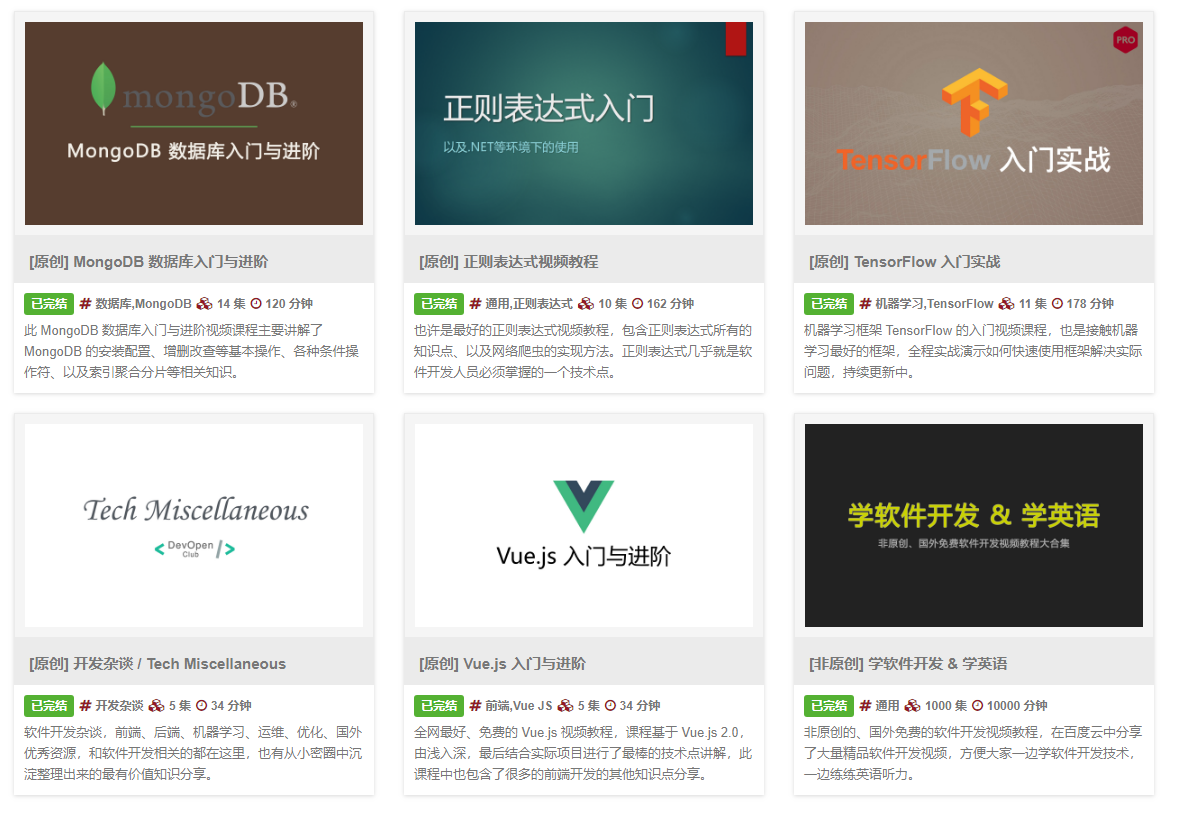 mongoDB®
MongoDB 数据库入门与进阶
[原创] MongoDB 数据库入门与进阶
已完结 # 数据库,MongoDB 14 集 120 分钟
此 MongoDB 数据库入门与进阶视频课程主要讲解了
MongoDB 的安装配置、增删改查等基本操作、各种条件操
作符、以及索引聚合分片等相关知识。
正则表达式入门
以及.NET等环境下的使用
[原创] 正则表达式视频教程
已完结 # 通用,正则表达式 10 集 162 分钟
也许是最好的正则表达式视频教程，包含正则表达式所有的
知识点、以及网络爬虫的实现方法。正则表达式几乎就是软
件开发人员必须掌握的一个技术点。
PRO
TensorFlow 入门实战
[原创] TensorFlow 入门实战
已完结 # 机器学习,TensorFlow 11 集 178 分钟
机器学习框架 TensorFlow 的入门视频课程，也是接触机器
学习最好的框架，全程实战演示如何快速使用框架解决实际
问题，持续更新中。
Tech Miscellaneous
< DevOpen />
Club
[原创] 开发杂谈 / Tech Miscellaneous
已完结 # 开发杂谈 5 集 34 分钟
软件开发杂谈，前端、后端、机器学习、运维、优化、国外
优秀资源，和软件开发相关的都在这里，也有从小密圈中沉
淀整理出来的最有价值知识分享。
Vue.js 入门与进阶
[原创] Vue.js 入门与进阶
已完结 # 前端,Vue JS 5 集 34 分钟
全网最好、免费的 Vue.js 视频教程，课程基于 Vue.js 2.0，
由浅入深，最后结合实际项目进行了最棒的技术点讲解，此
课程中也包含了很多的前端开发的其他知识点分享。
学软件开发 & 学英语
非原创、国外免费软件开发视频教程大合集
[非原创] 学软件开发 & 学英语
已完结 # 通用 1000 集 10000 分钟
非原创的、国外免费的软件开发视频教程，在百度云中分享
了大量精品软件开发视频，方便大家一边学软件开发技术，
一边练练英语听力。